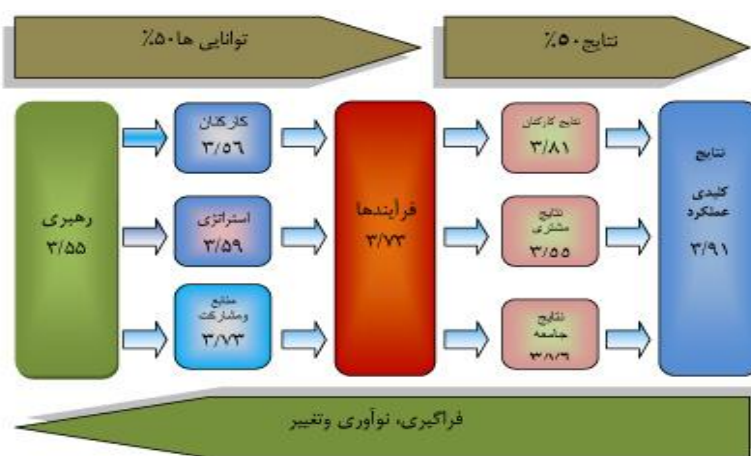 توانایی ها۵۰٪
نتایج۵۰٪
رهبری
۳/۵۵
کارکنان
۳/۵۶
استراتژی
۳/۵۹
منابع
ومشارکت
۳/۷۳
فرآیندها
۳/۷۳
نتایج کارکنان
۳/۸۱
نتایج
مشتری
۳/۵۵
نتایج
جامعه
نتایج
کلیدی
عملکرد
۳/۹۱
فراگیری، نوآوری وتغییر